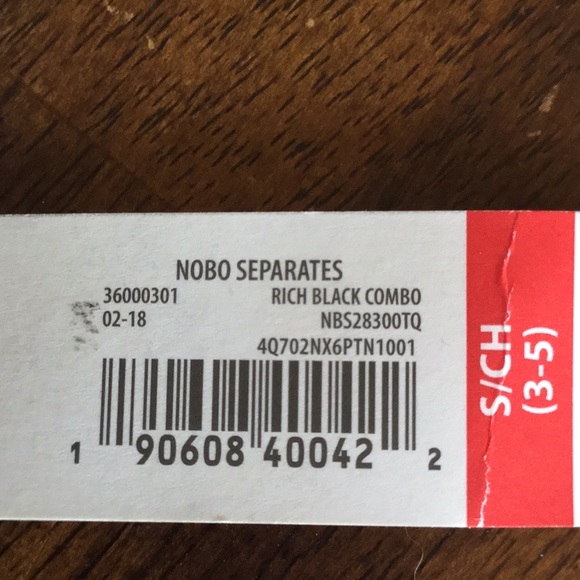 NOBO SEPARATES
36000301 RICH BLACK COMBO
02-18 NBS28300TQ
4Q702NX6PTN1001
1 90608 40042 2
S/CH
(3-5)